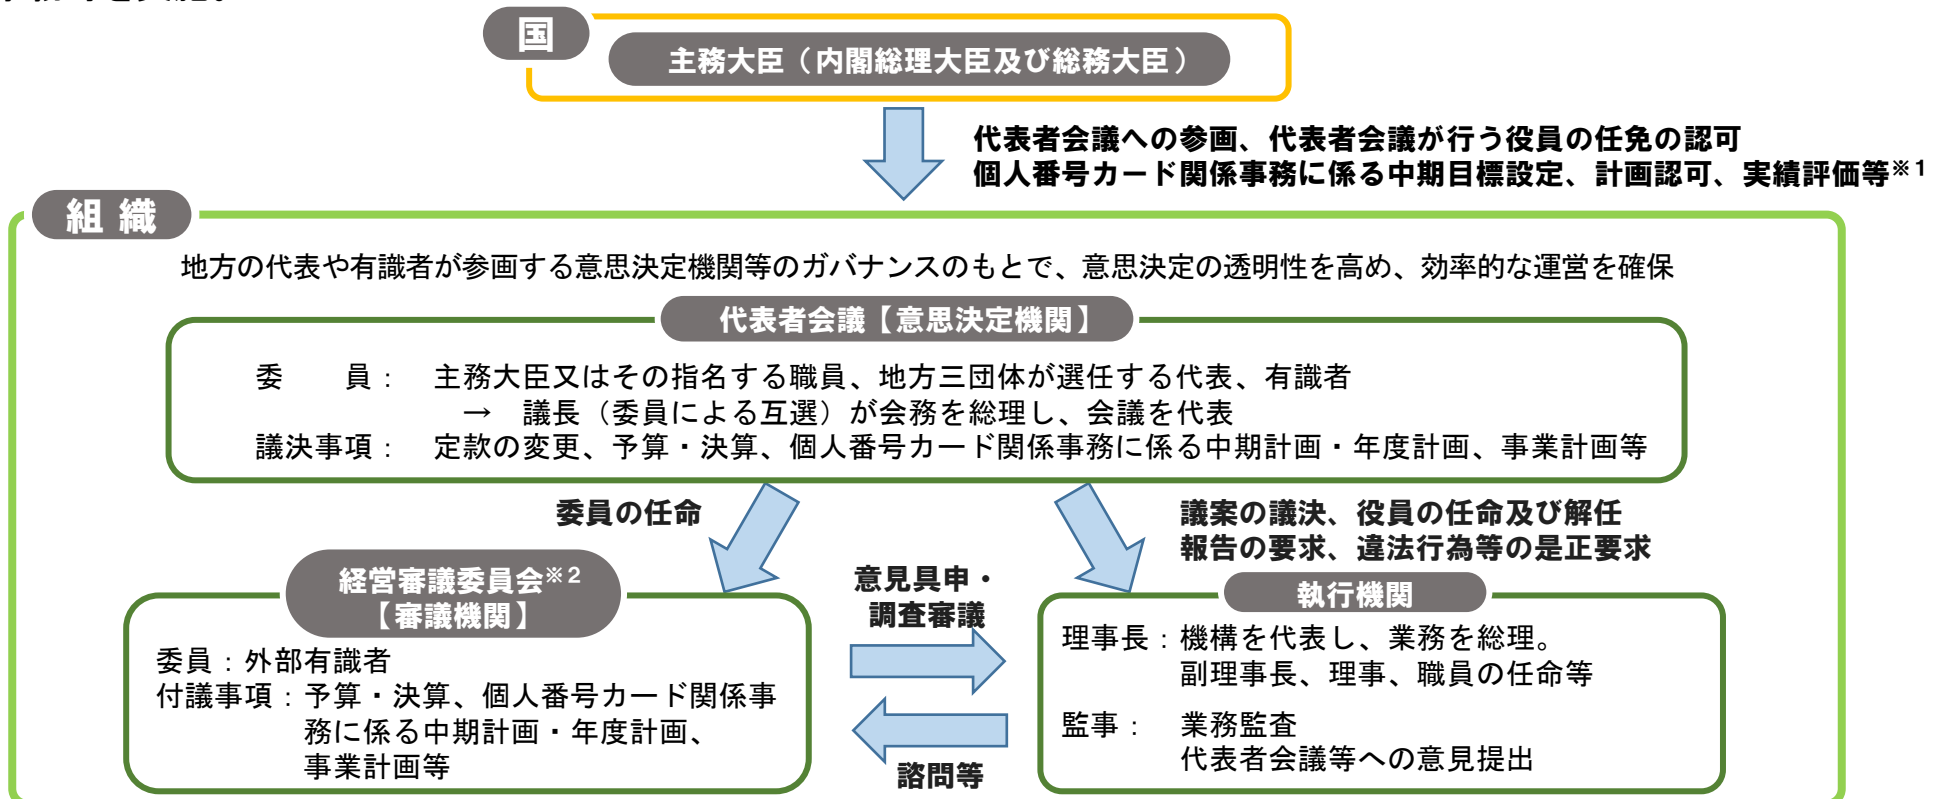 国
主務大臣（内閣総理大臣及び総務大臣）
代表者会議への参画、代表者会議が行う役員の任免の認可
個人番号カード関係事務に係る中期目標設定、計画認可、実績評価等※1
組 織
地方の代表や有識者が参画する意思決定機関等のガバナンスのもとで、意思決定の透明性を高め、効率的な運営を確保
代表者会議【意思決定機関】
委　　員： 主務大臣又はその指名する職員、地方三団体が選任する代表、有識者
→ 議長（委員による互選）が会務を総理し、会議を代表
議決事項： 定款の変更、予算・決算、個人番号カード関係事務に係る中期計画・年度計画、事業計画等
委員の任命
議案の議決、役員の任命及び解任
報告の要求、違法行為等の是正要求
経営審議委員会※2
【審議機関】
委員：外部有識者
付議事項：予算・決算、個人番号カード関係事
務に係る中期計画・年度計画、
事業計画等
意見具申・
調査審議
諮問等
執行機関
理事長：機構を代表し、業務を総理。
副理事長、理事、職員の任命等
監事： 業務監査
代表者会議等への意見提出